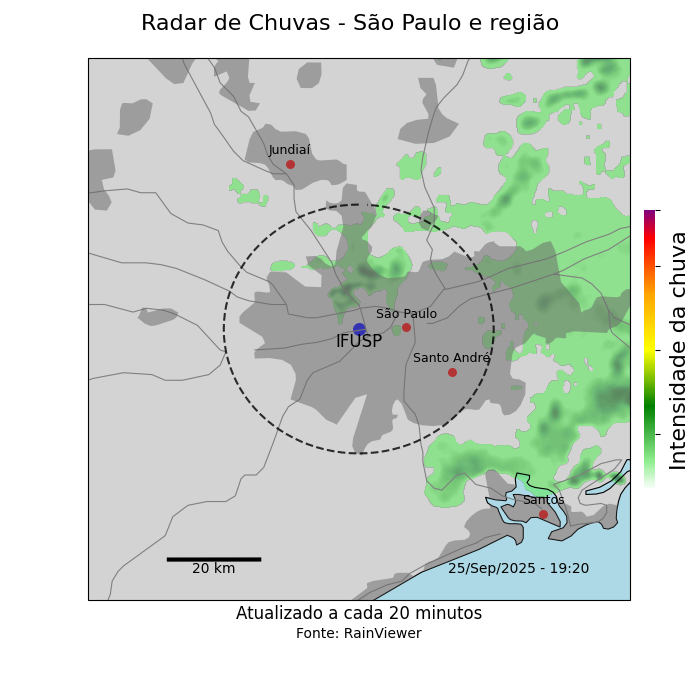 Radar de Chuvas - São Paulo e região
Jundiaí
São Paulo
IFUSP
Santo André
Santos
20 km
25/Sep/2025 - 19:20
Intensidade da chuva
Atualizado a cada 20 minutos
Fonte: RainViewer